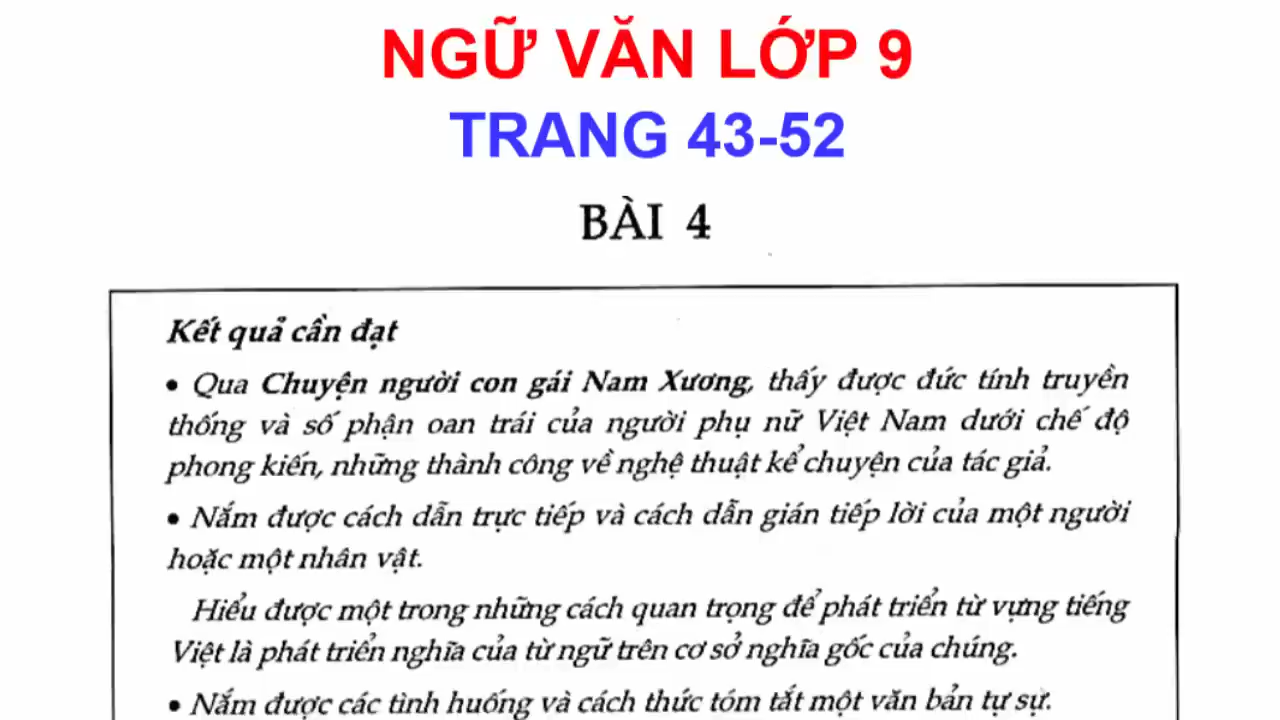 NGỮ VĂN LỚP 9
TRANG 43-52
BÀI 4
Kết quả cần đạt
• Qua Chuyện người con gái Nam Xương, thấy được đức tính truyền
thống và số phận oan trái của người phụ nữ Việt Nam dưới chế độ
phong kiến, những thành công về nghệ thuật kể chuyện của tác giả.
• Nắm được cách dẫn trực tiếp và cách dẫn gián tiếp lời của một người
hoặc một nhân vật.
Hiểu được một trong những cách quan trọng để phát triển từ vựng tiếng
Việt là phát triển nghĩa của từ ngữ trên cơ sở nghĩa gốc của chúng.
• Nắm được các tình huống và cách thức tóm tắt một văn bản tự sự.